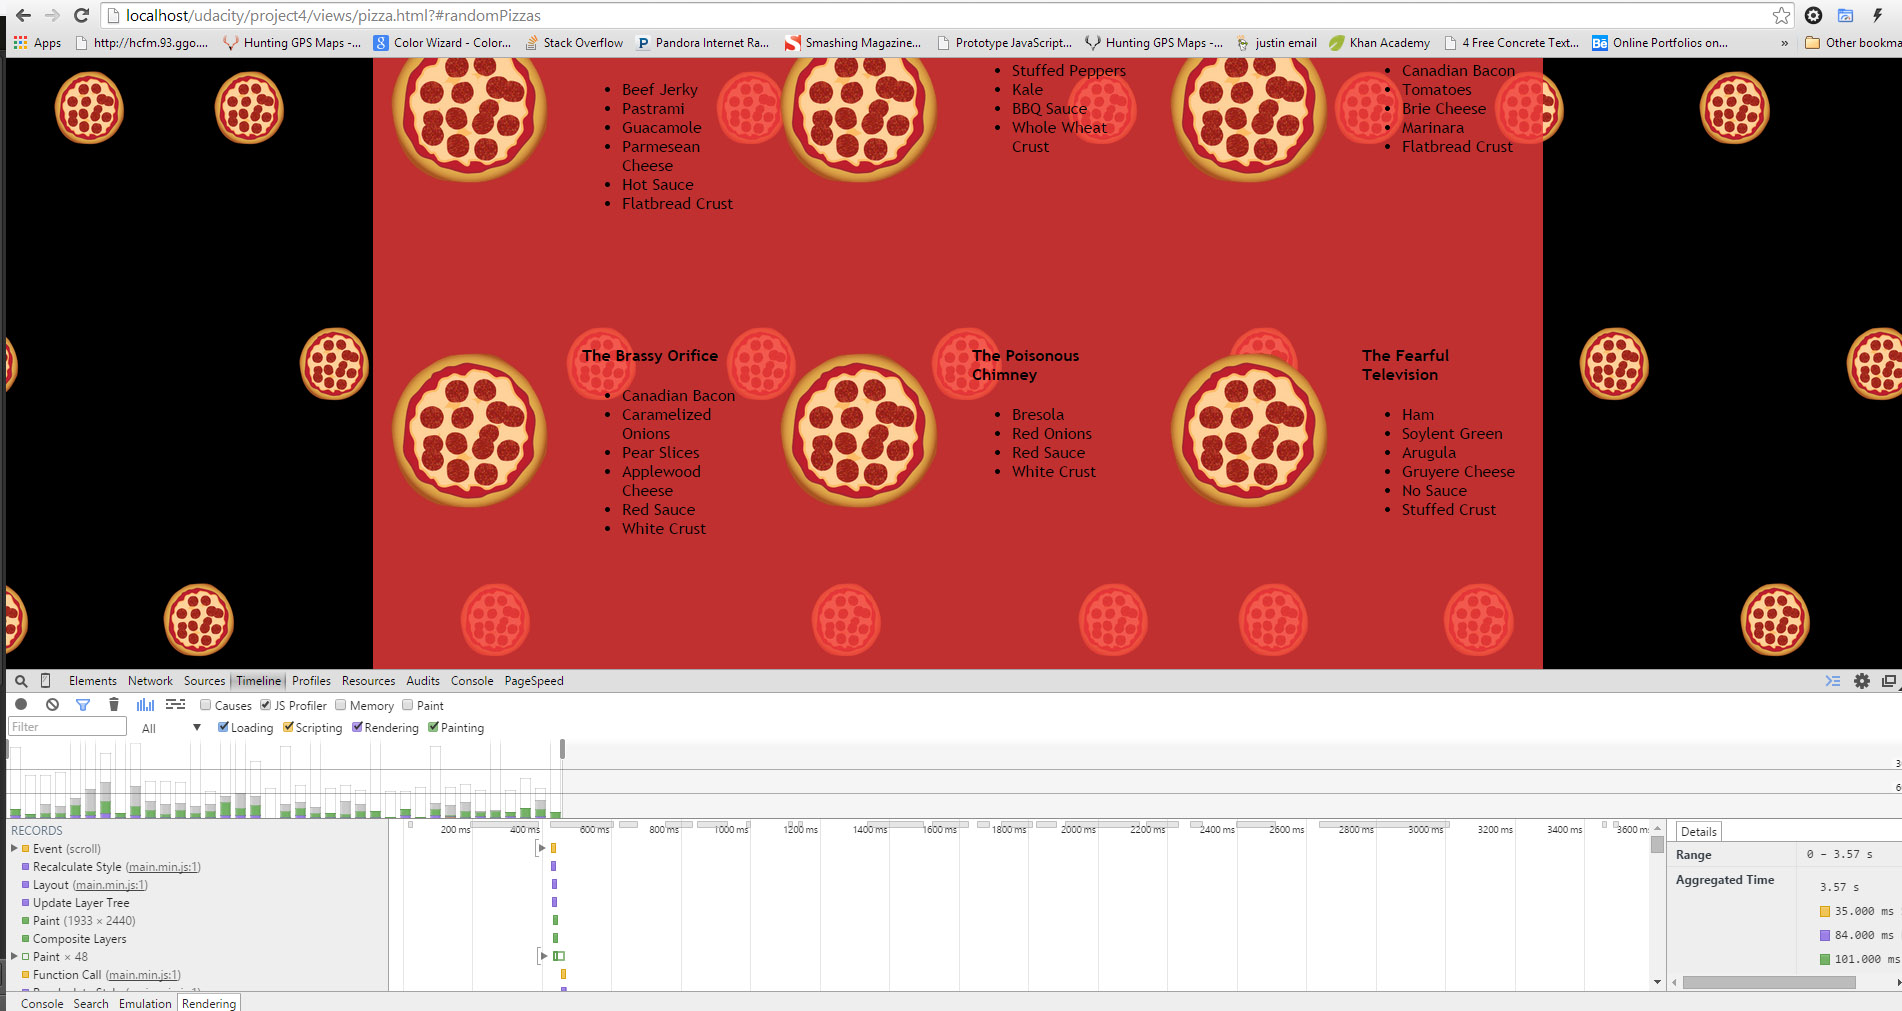 localhost/udacity/project4/views/pizza.html?#randomPizzas
Apps http://hcfm.93.ggo.... Hunting GPS Maps -... Color Wizard - Color... Stack Overflow Pandora Internet Ra... Smashing Magazine... Prototype JavaScript... Hunting GPS Maps -... justin email Khan Academy 4 Free Concrete Text... Bē Online Portfolios on... » Other bookma
Beef Jerky
Pastrami
Guacamole
Parmesean
Cheese
Hot Sauce
Flatbread Crust
Stuffed Peppers
Kale
BBQ Sauce
Whole Wheat
Crust
Canadian Bacon
Tomatoes
Brie Cheese
Marinara
Flatbread Crust
The Brassy Orifice
Canadian Bacon
Caramelized
Onions
Pear Slices
Applewood
Cheese
Red Sauce
White Crust
The Poisonous
Chimney
Bresola
Red Onions
Red Sauce
White Crust
The Fearful
Television
Ham
Soylent Green
Arugula
Gruyere Cheese
No Sauce
Stuffed Crust
Elements Network Sources Timeline Profiles Resources Audits Console PageSpeed
Causes JS Profiler Memory Paint
Filter All Loading Scripting Rendering Painting
RECORDS
200 ms 400 ms 600 ms 800 ms 1000 ms 1200 ms 1400 ms 1600 ms 1800 ms 2000 ms 2200 ms 2400 ms 2600 ms 2800 ms 3000 ms 3200 ms 3400 ms 3600 ms
Event (scroll)
Recalculate Style (main.min.js:1)
Layout (main.min.js:1)
Update Layer Tree
Paint (1933 × 2440)
Composite Layers
Paint × 48
Function Call (main.min.js:1)
Details
Range 0 – 3.57 s
Aggregated Time
3.57 s
35.000 ms
84.000 ms
101.000 ms
Console Search Emulation Rendering